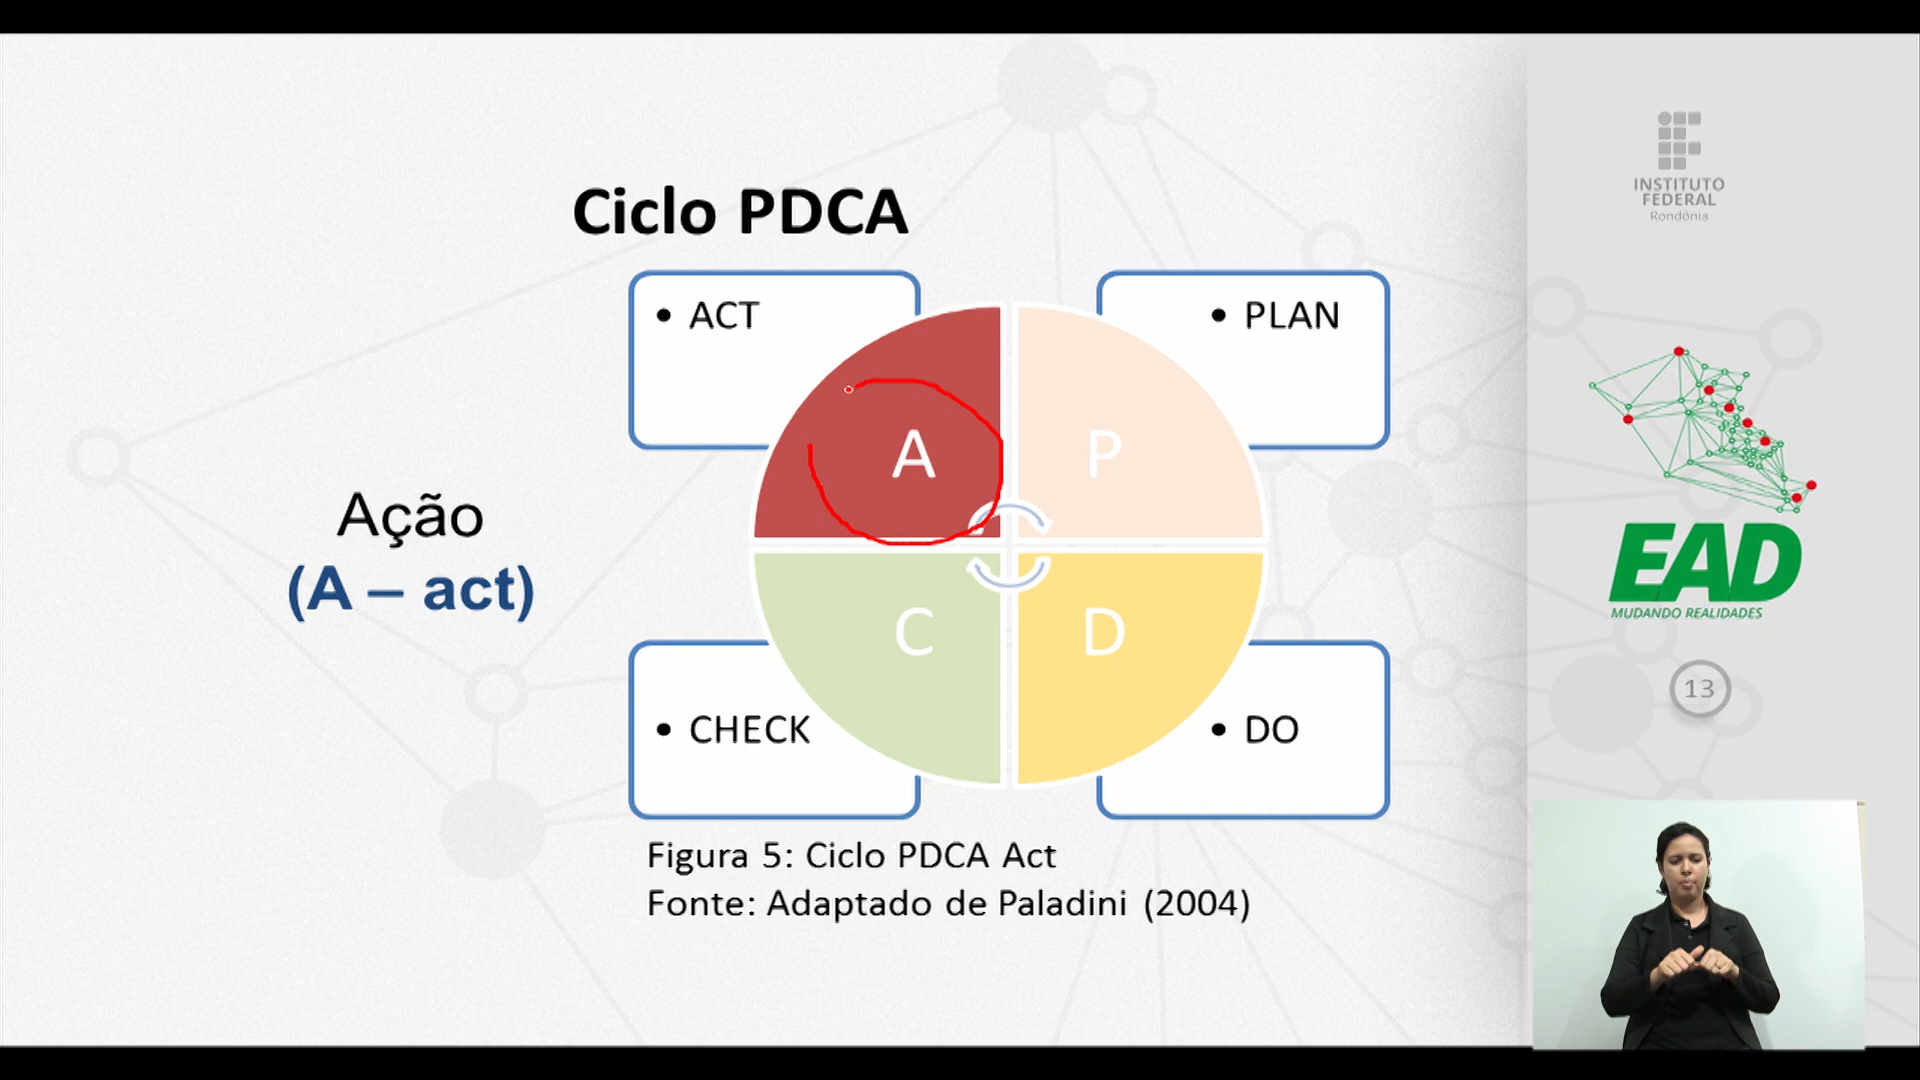 Ciclo PDCA
• ACT
• PLAN
A
P
Ação
(A – act)
C
D
• CHECK
• DO
Figura 5: Ciclo PDCA Act
Fonte: Adaptado de Paladini (2004)
INSTITUTO
FEDERAL
Rondônia
EAD
MUDANDO REALIDADES
13